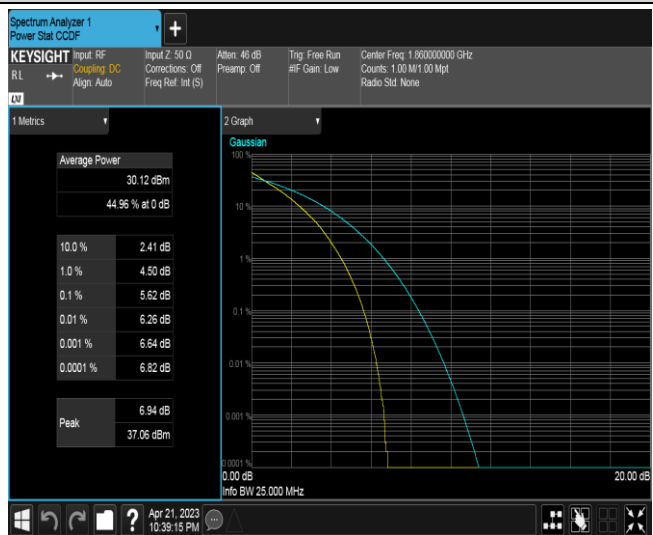 Spectrum Analyzer 1
Power Stat CCDF
+
KEYSIGHT
RL
LXI
Input: RF
Coupling: DC
Align: Auto
Input Z: 50 Ω
Corrections: Off
Freq Ref: Int (S)
Atten: 46 dB
Preamp: Off
Trig: Free Run
#IF Gain: Low
Center Freq: 1.860000000 GHz
Counts: 1.00 M/1.00 Mpt
Radio Std: None
1 Metrics
Average Power
30.12 dBm
44.96 % at 0 dB
10.0 % 2.41 dB
1.0 % 4.50 dB
0.1 % 5.62 dB
0.01 % 6.26 dB
0.001 % 6.64 dB
0.0001 % 6.82 dB
Peak
6.94 dB
37.06 dBm
2 Graph
Gaussian
100 %
10 %
1 %
0.1 %
0.01 %
0.001 %
0.0001 %
0.00 dB
20.00 dB
Info BW 25.000 MHz
?
Apr 21, 2023
10:39:15 PM